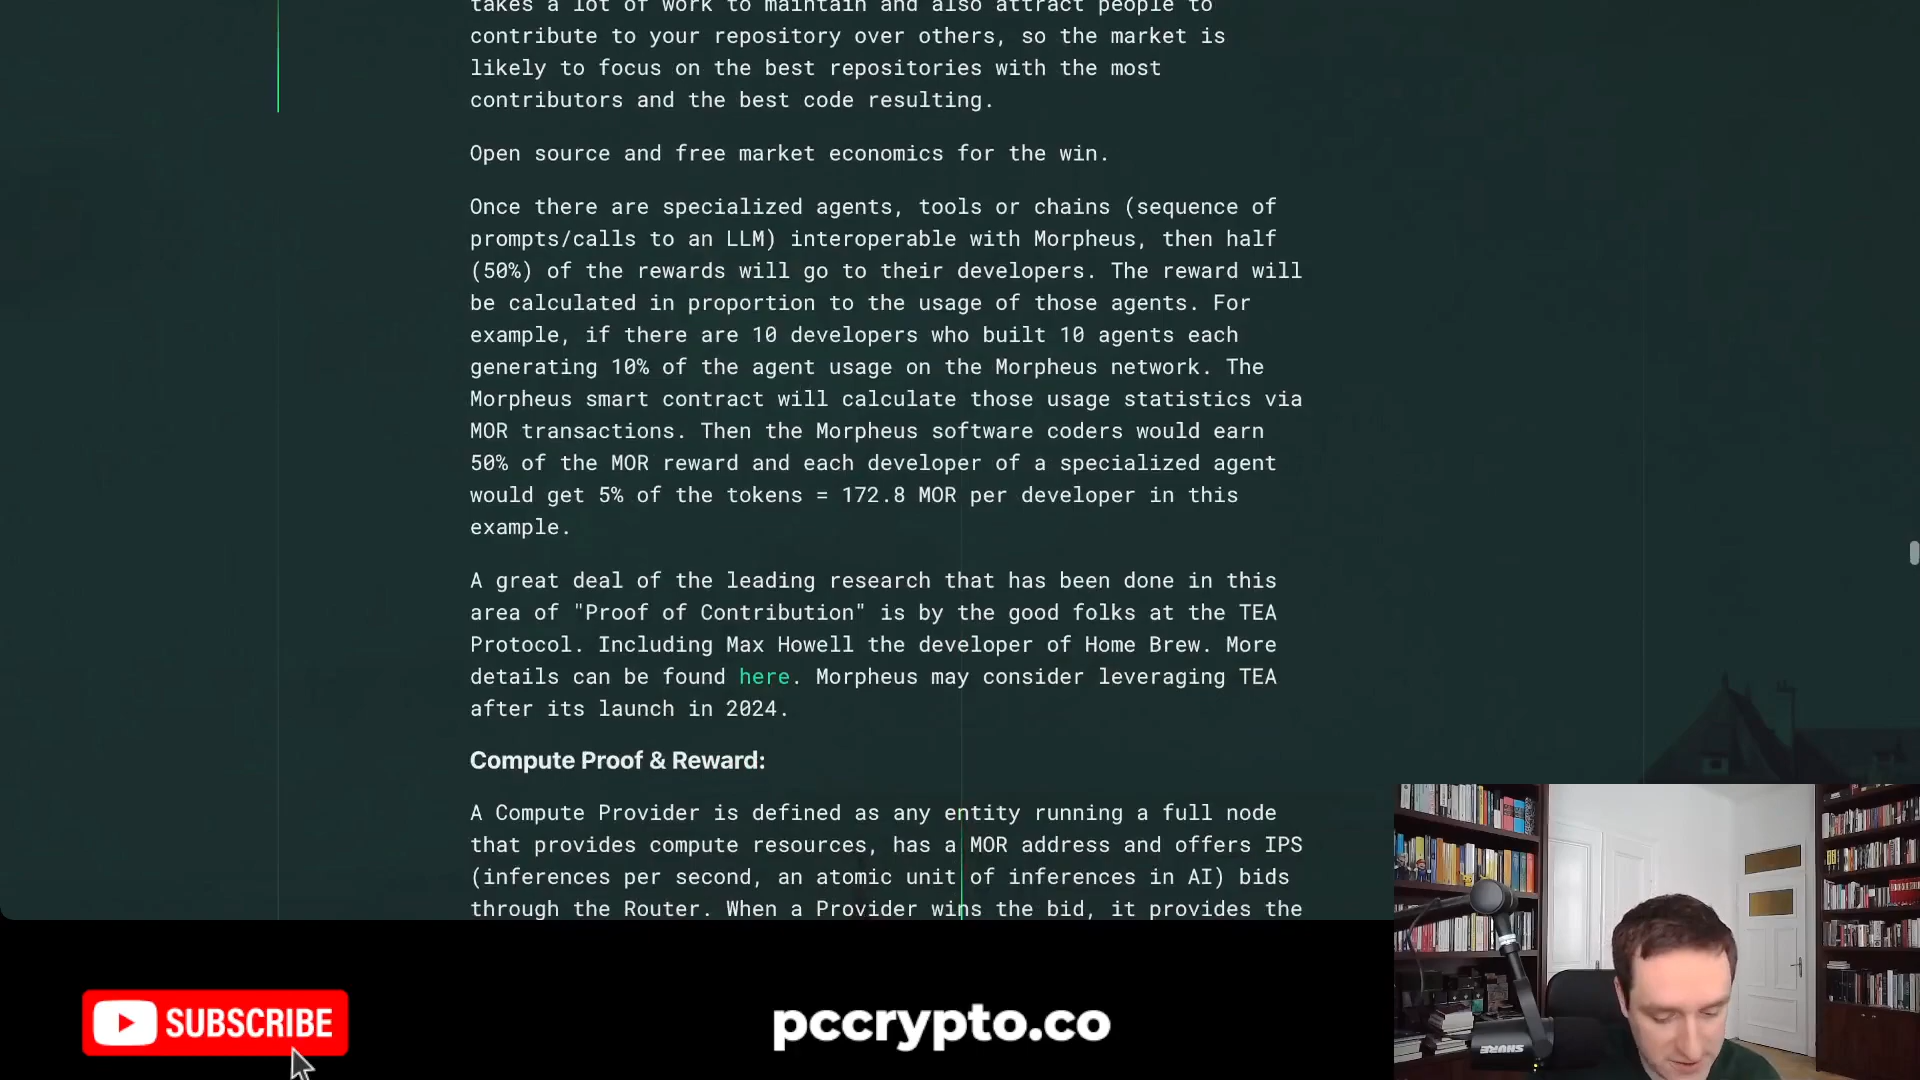 takes a lot of work to maintain and also attract people to
contribute to your repository over others, so the market is
likely to focus on the best repositories with the most
contributors and the best code resulting.
Open source and free market economics for the win.
Once there are specialized agents, tools or chains (sequence of
prompts/calls to an LLM) interoperable with Morpheus, then half
(50%) of the rewards will go to their developers. The reward will
be calculated in proportion to the usage of those agents. For
example, if there are 10 developers who built 10 agents each
generating 10% of the agent usage on the Morpheus network. The
Morpheus smart contract will calculate those usage statistics via
MOR transactions. Then the Morpheus software coders would earn
50% of the MOR reward and each developer of a specialized agent
would get 5% of the tokens = 172.8 MOR per developer in this
example.
A great deal of the leading research that has been done in this
area of "Proof of Contribution" is by the good folks at the TEA
Protocol. Including Max Howell the developer of Home Brew. More
details can be found here. Morpheus may consider leveraging TEA
after its launch in 2024.
Compute Proof & Reward:
A Compute Provider is defined as any entity running a full node
that provides compute resources, has a MOR address and offers IPS
(inferences per second, an atomic unit of inferences in AI) bids
through the Router. When a Provider wins the bid, it provides the
SUBSCRIBE
pccrypto.co
SHURE